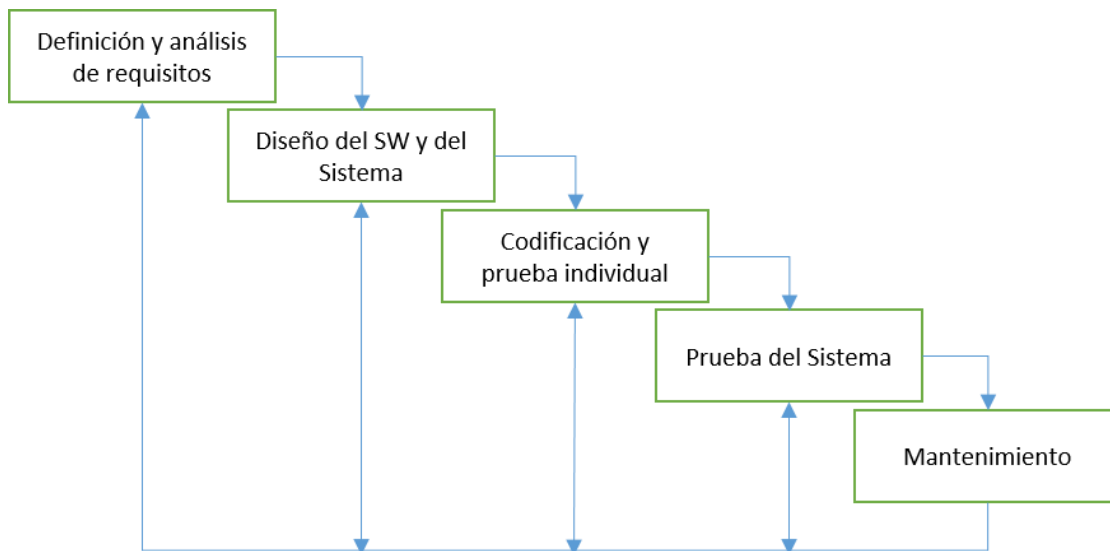 Definición y análisis
de requisitos
Diseño del SW y del
Sistema
Codificación y
prueba individual
Prueba del Sistema
Mantenimiento